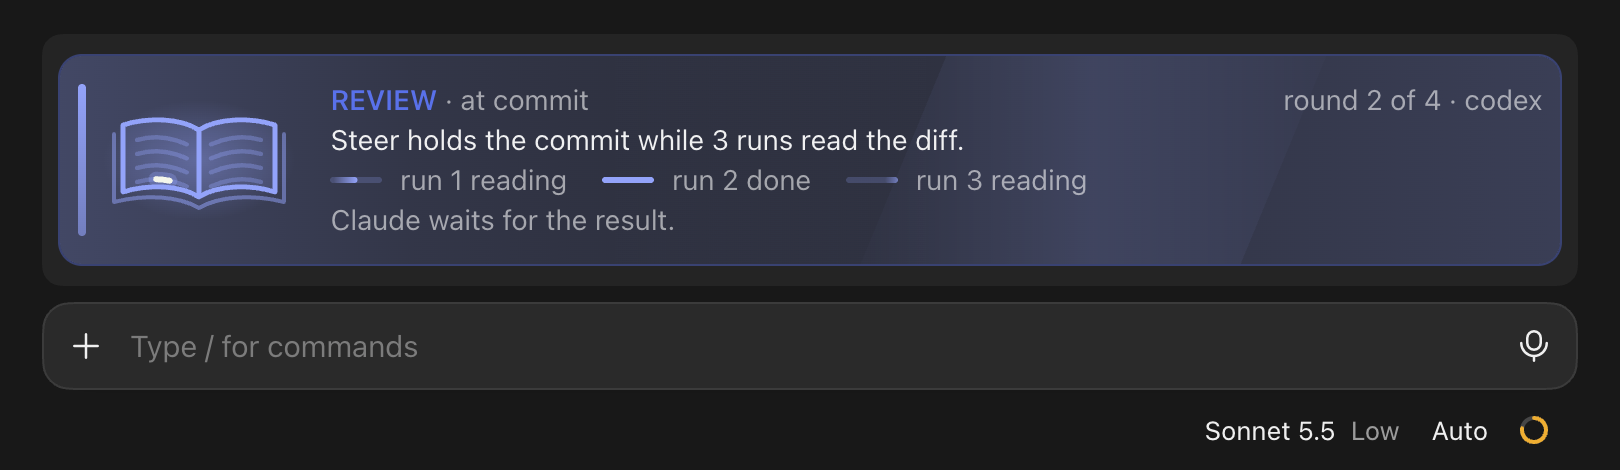 REVIEW · at commit
round 2 of 4 · codex
Steer holds the commit while 3 runs read the diff.
run 1 reading run 2 done run 3 reading
Claude waits for the result.
Type / for commands
Sonnet 5.5 Low Auto